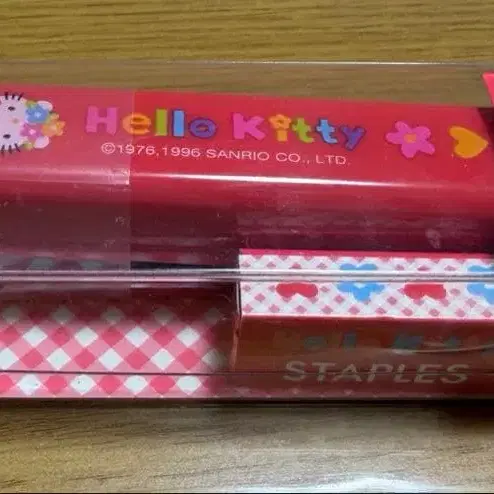 Hello Kitty
©1976,1996 SANRIO CO., LTD.
STAPLES